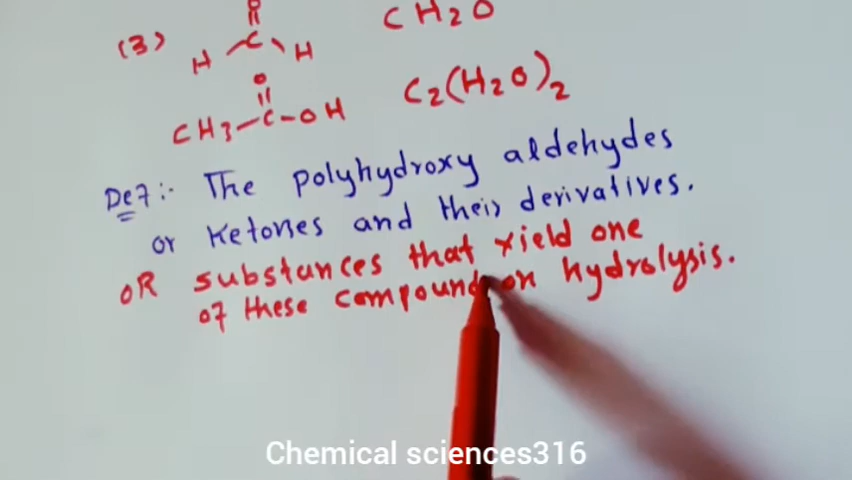 O
(3) H C H CH2O
O
CH3-C-OH C2(H2O)2
Def:- The polyhydroxy aldehydes
or Ketones and their derivatives.
OR substances that yield one
of these compound on hydrolysis.
Chemical sciences316